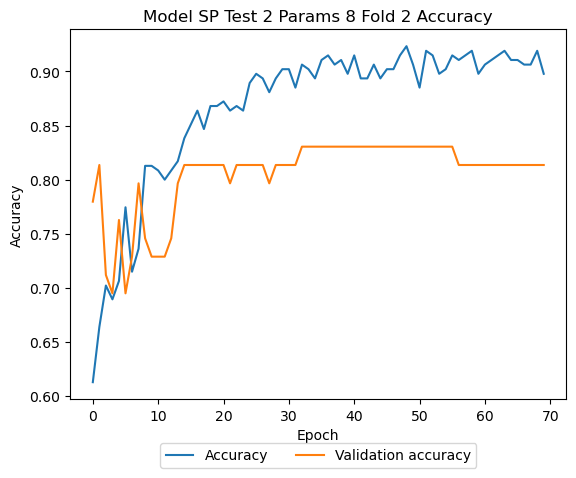 Model SP Test 2 Params 8 Fold 2 Accuracy
0.90
0.85
0.80
0.75
0.70
0.65
0.60
Accuracy
0 10 20 30 40 50 60 70
Epoch
Accuracy Validation accuracy